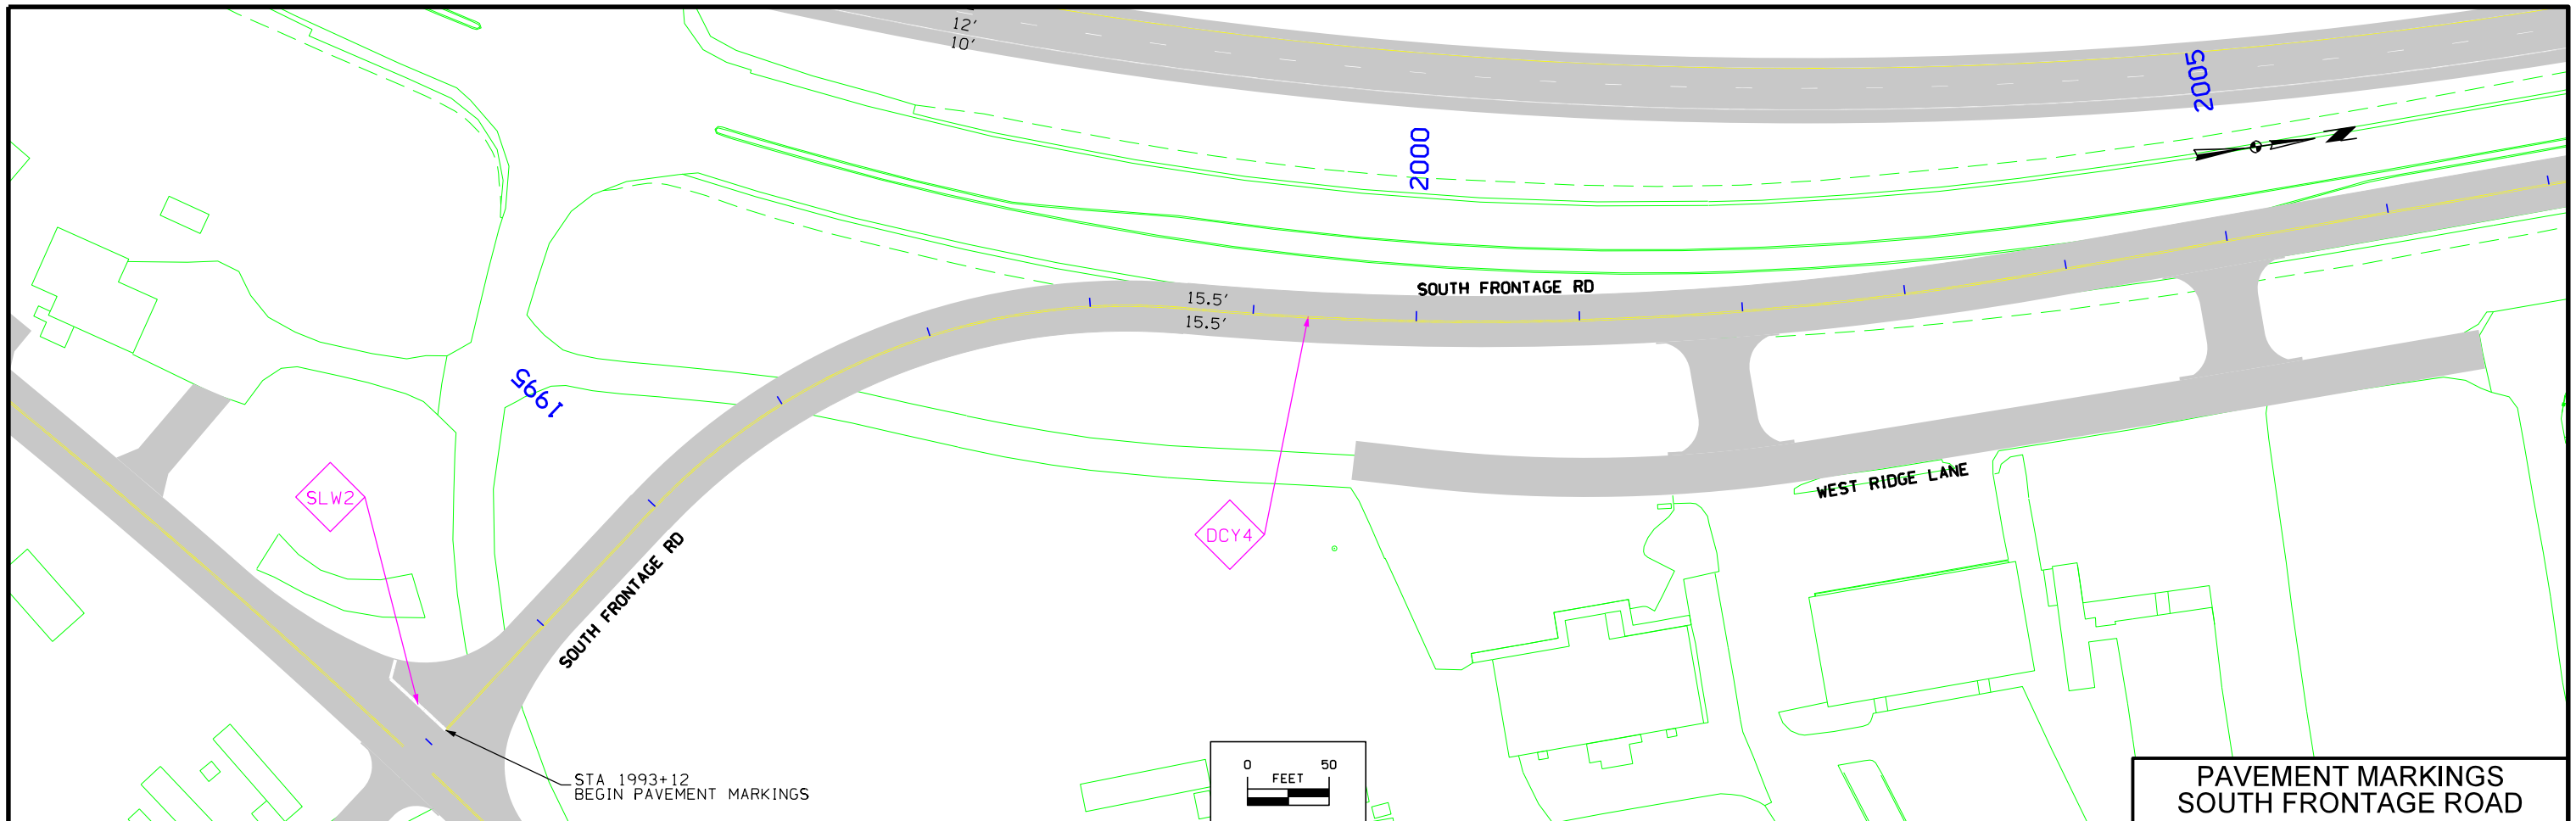 12'
10'
2005
2000
15.5'
15.5'
SOUTH FRONTAGE RD
1995
SLW2
DCY4
WEST RIDGE LANE
SOUTH FRONTAGE RD
STA 1993+12
BEGIN PAVEMENT MARKINGS
0 50
FEET
PAVEMENT MARKINGS
SOUTH FRONTAGE ROAD